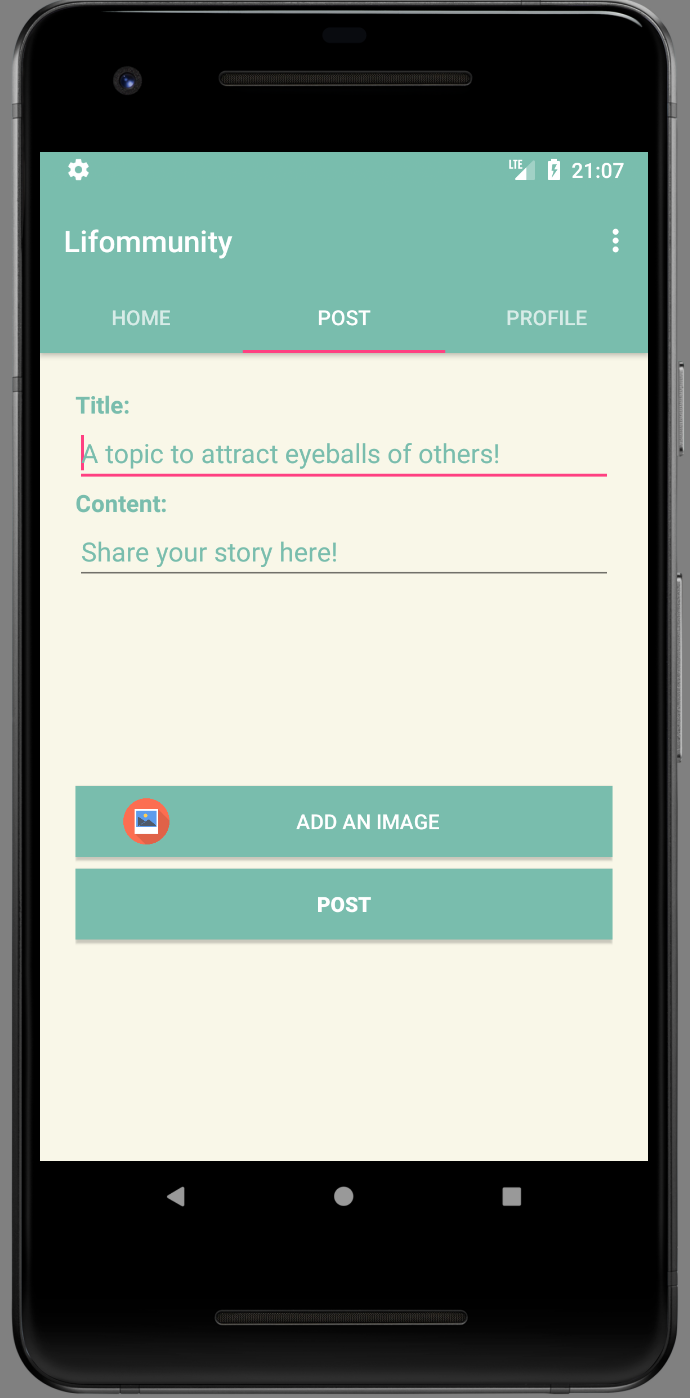 LTE 21:07
Lifommunity
HOME POST PROFILE
Title:
A topic to attract eyeballs of others!
Content:
Share your story here!
ADD AN IMAGE
POST